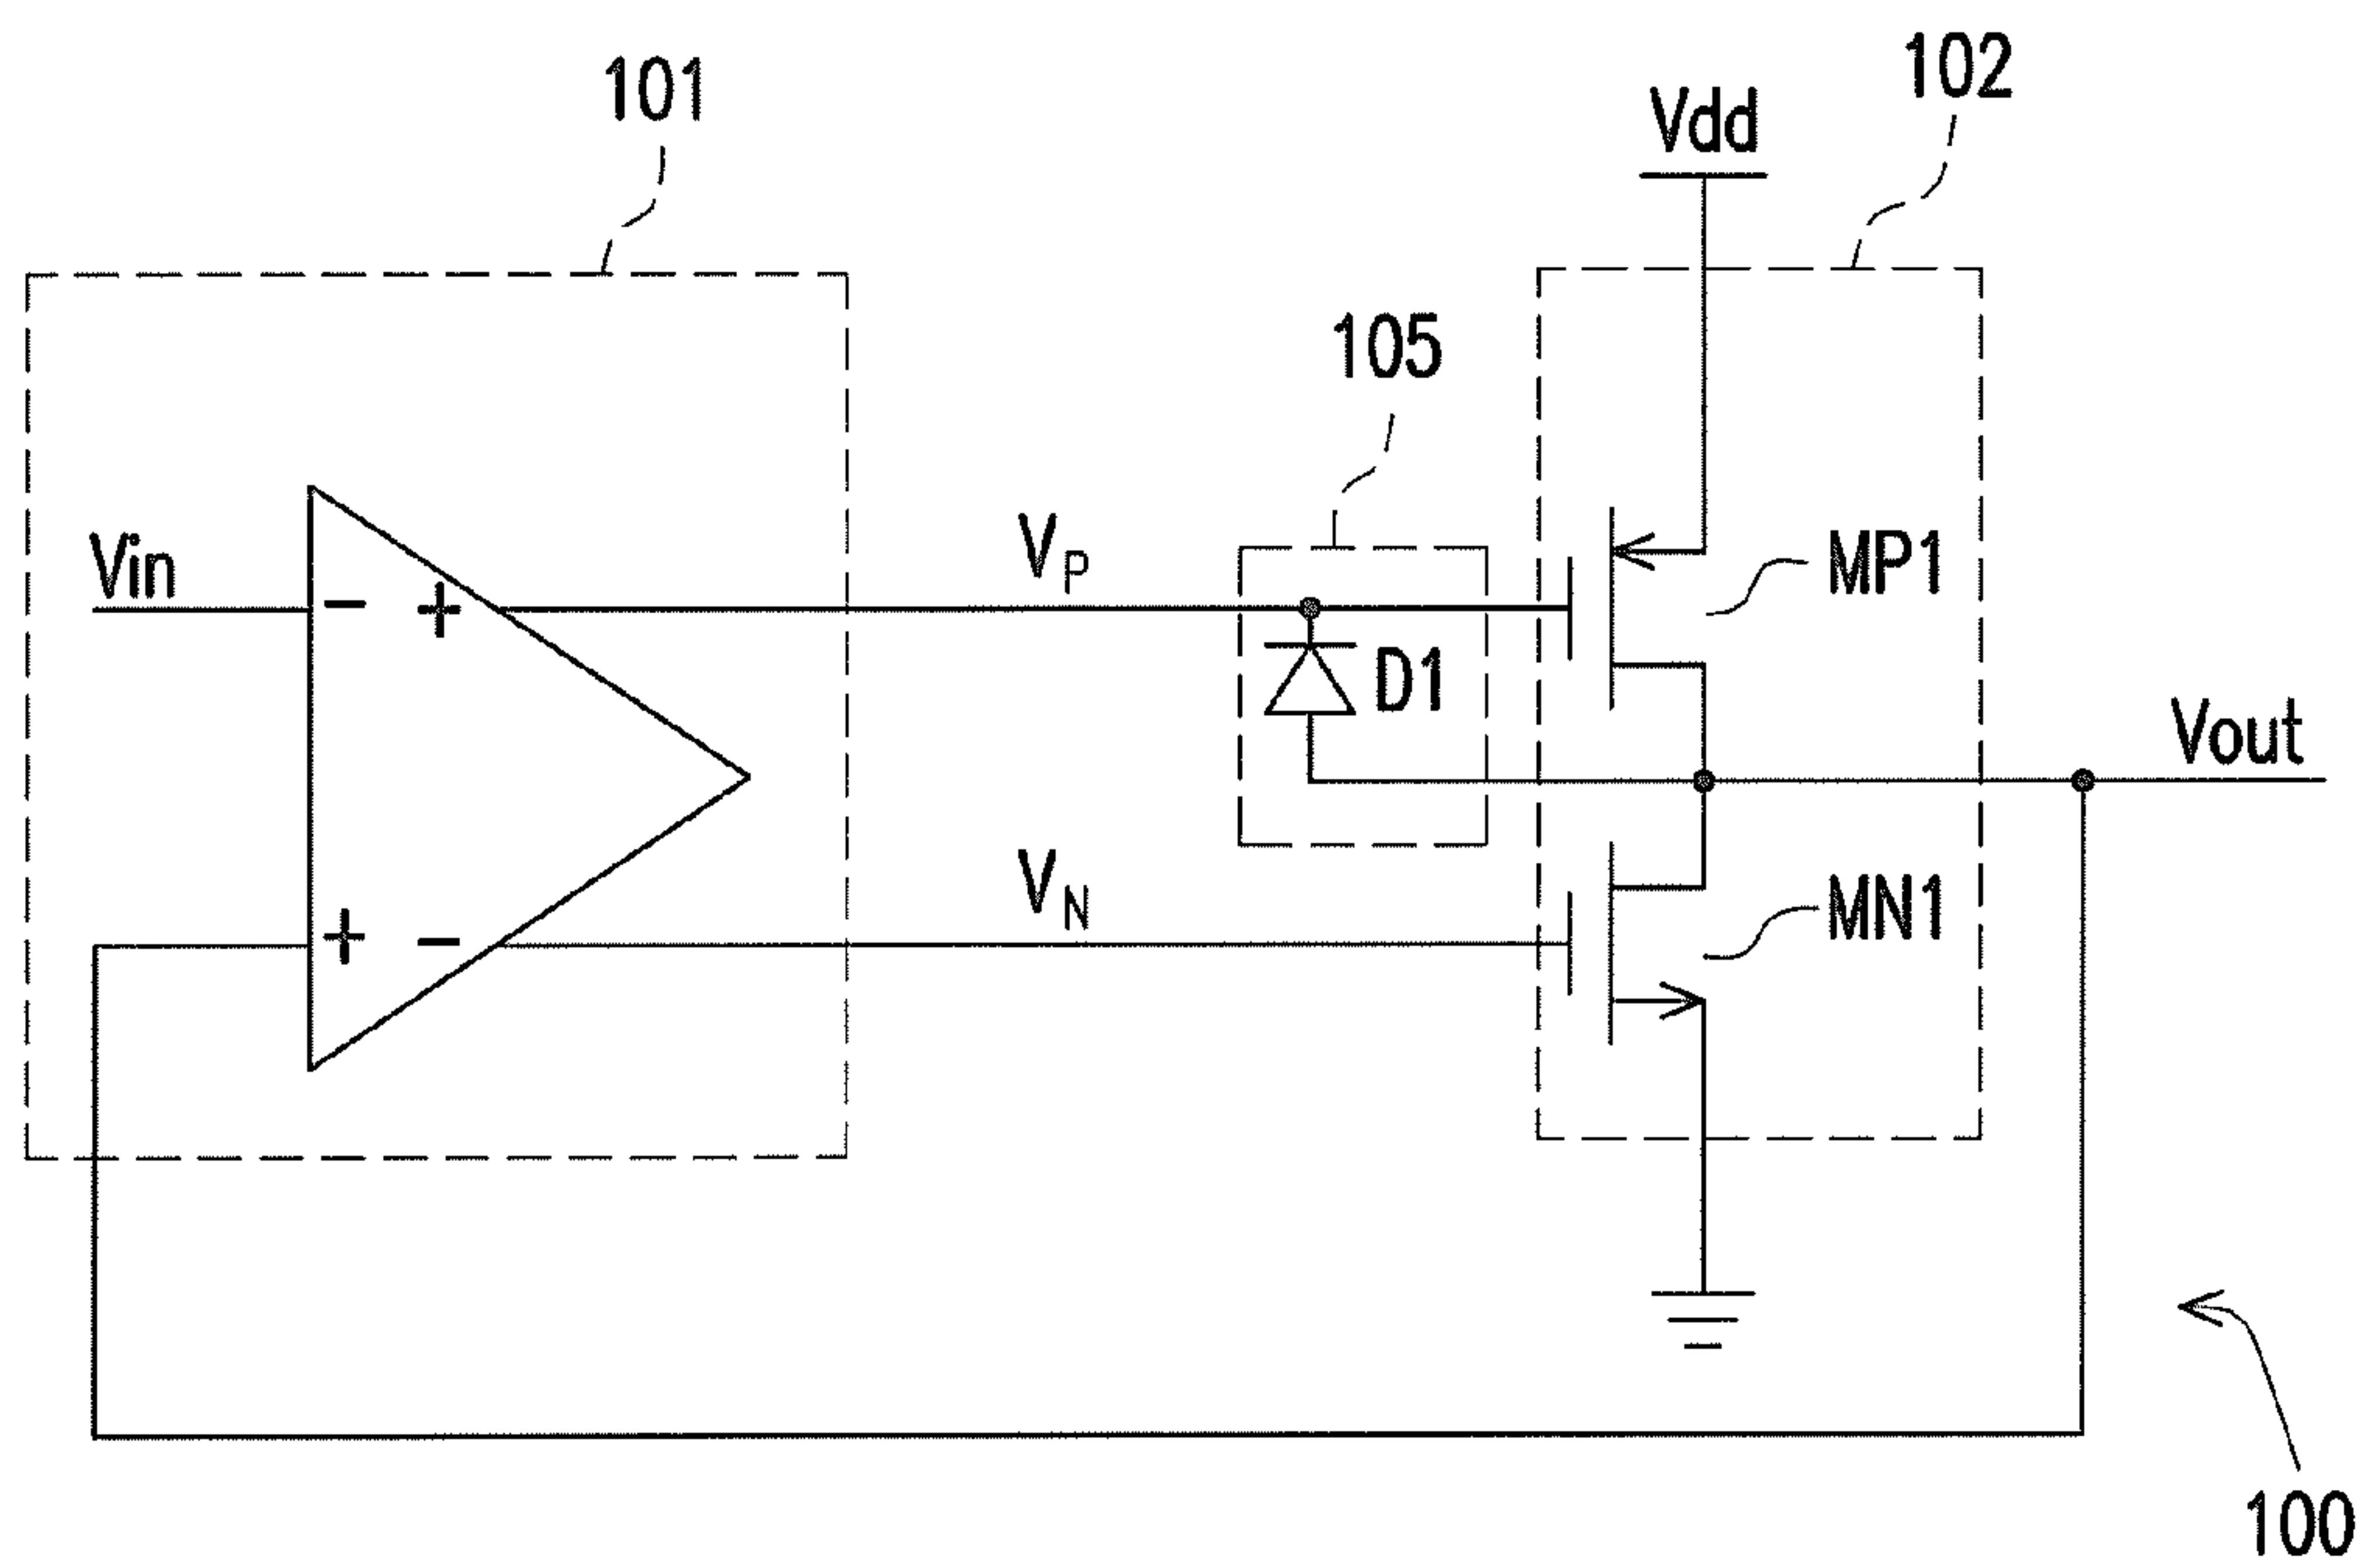 101
102
Vdd
105
Vin
- +
VP
MP1
D1
Vout
VN
MN1
+ -
100